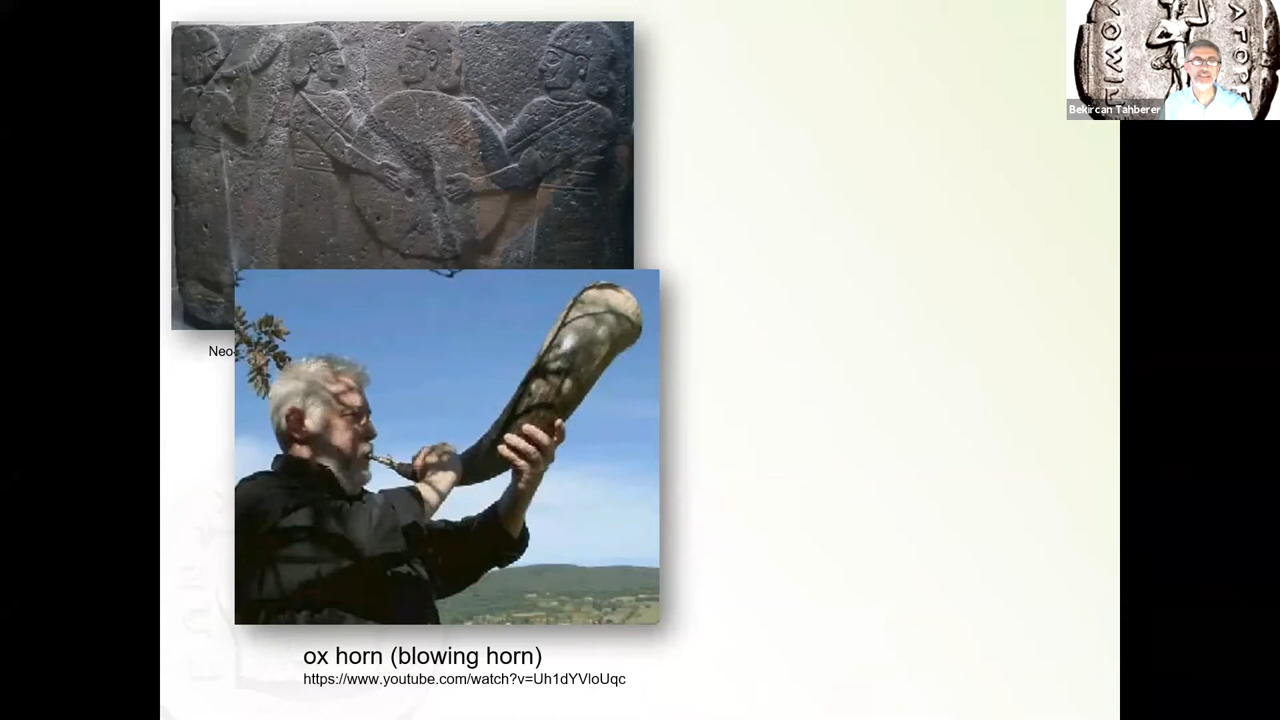 Bekircan Tahberer
Neo-
ox horn (blowing horn)
https://www.youtube.com/watch?v=Uh1dYVloUqc